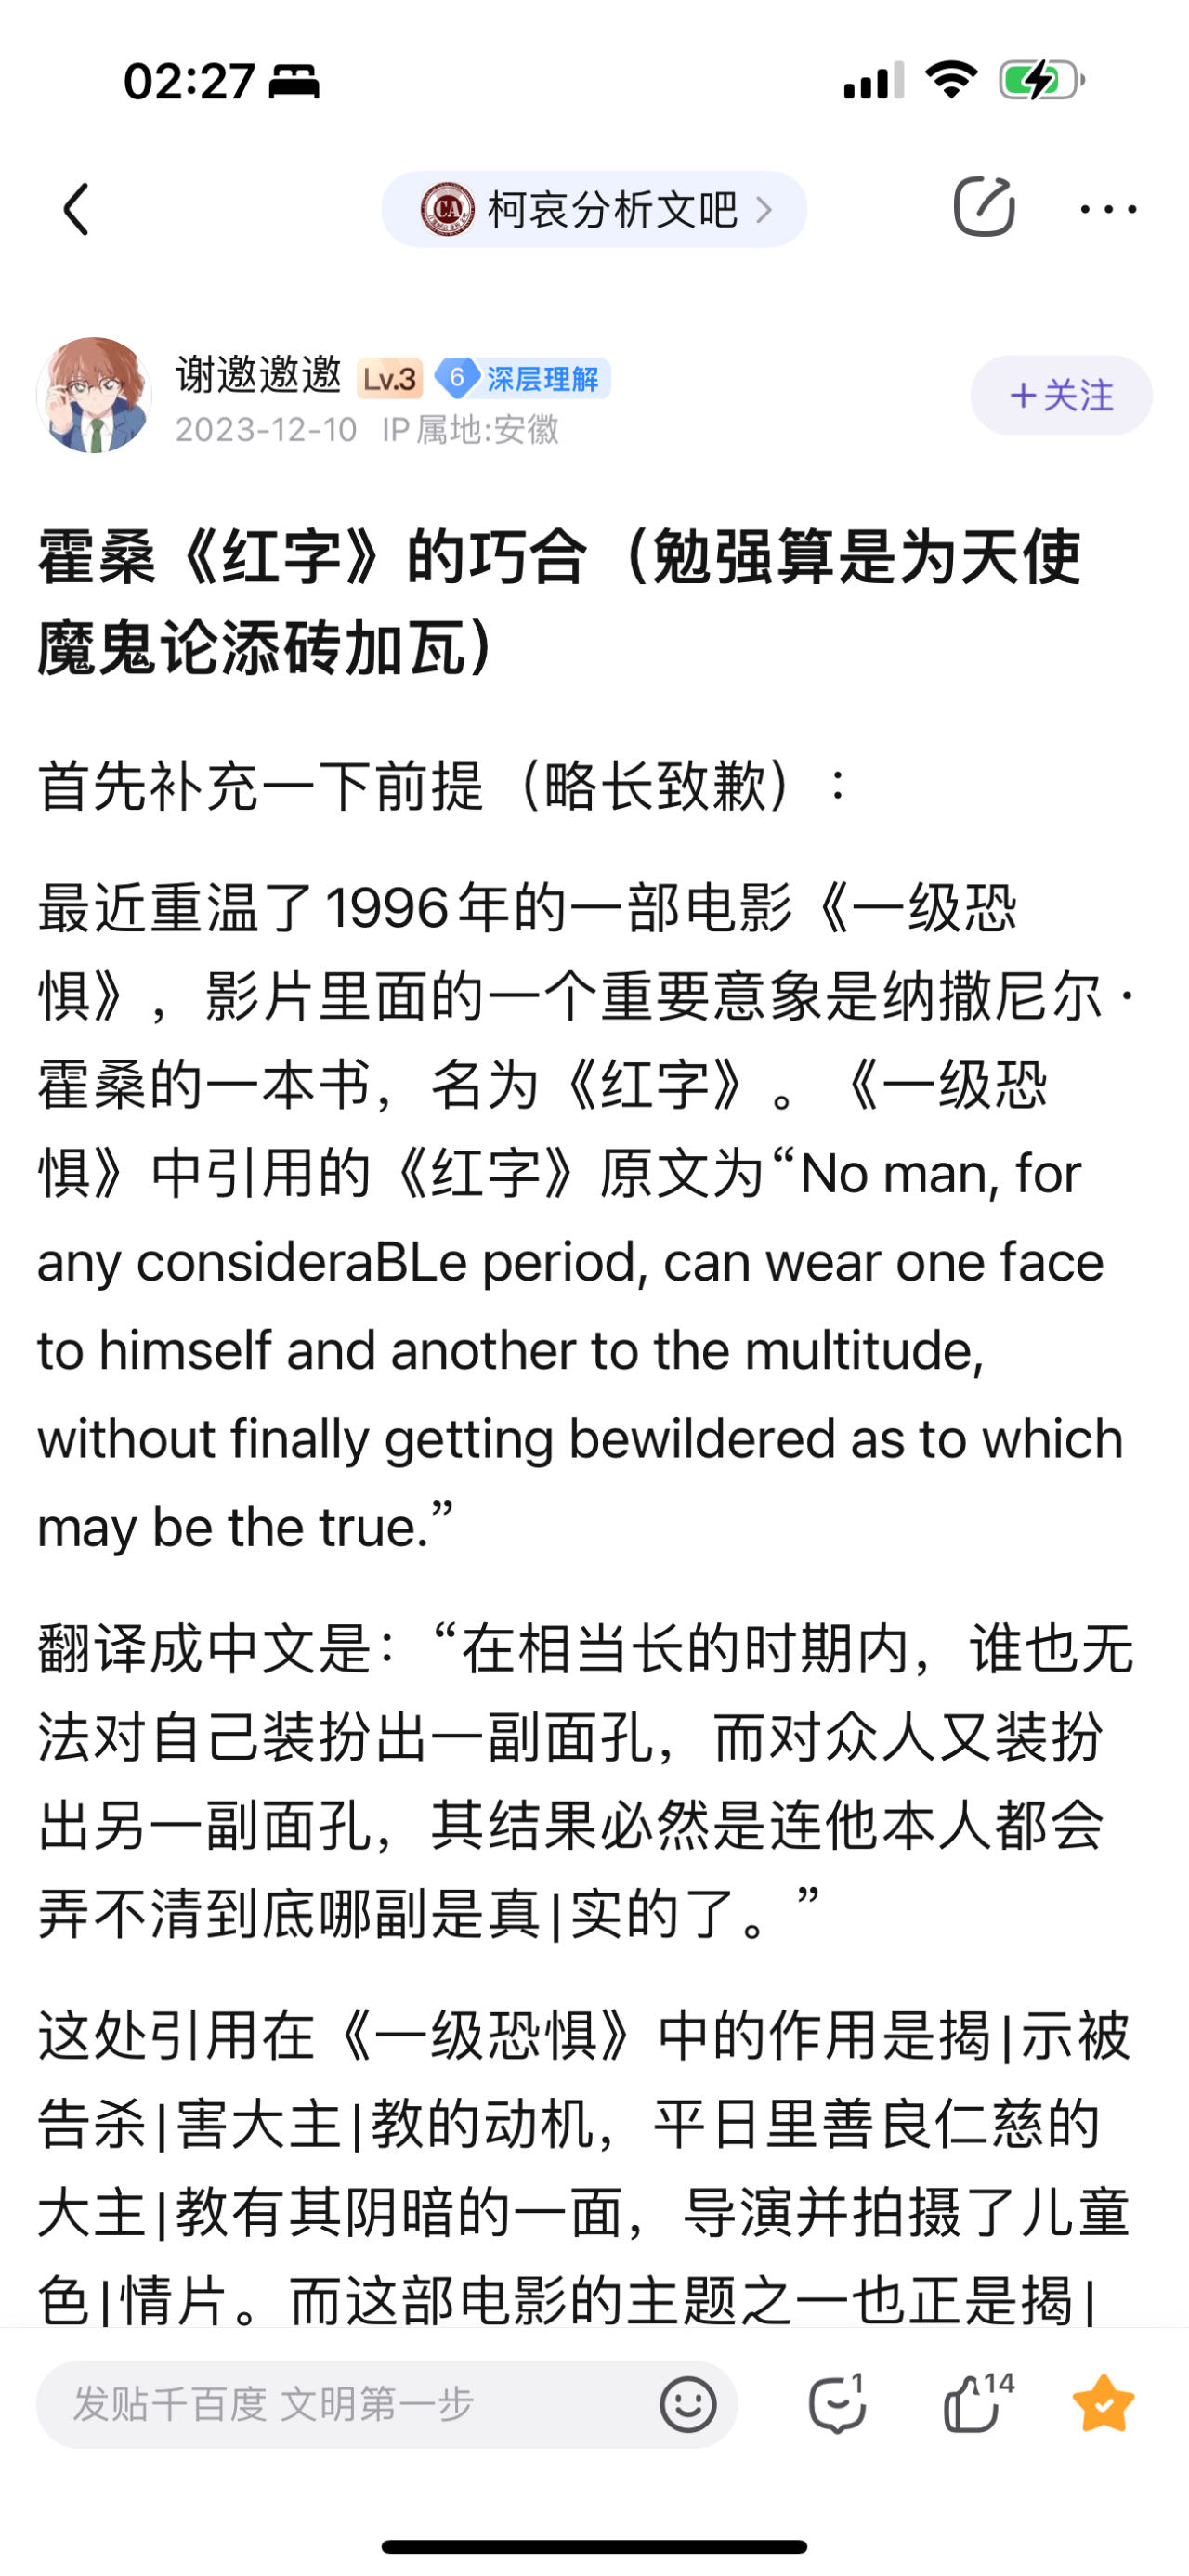 02:27
柯哀分析文吧
谢邀邀邀 Lv.3 6 深层理解
2023-12-10 IP属地:安徽
+关注
霍桑《红字》的巧合（勉强算是为天使
魔鬼论添砖加瓦）
首先补充一下前提（略长致歉）：
最近重温了1996年的一部电影《一级恐
惧》，影片里面的一个重要意象是纳撒尼尔·
霍桑的一本书，名为《红字》。《一级恐
惧》中引用的《红字》原文为“No man, for
any consideraBLe period, can wear one face
to himself and another to the multitude,
without finally getting bewildered as to which
may be the true.”
翻译成中文是：“在相当长的时期内，谁也无
法对自己装扮出一副面孔，而对众人又装扮
出另一副面孔，其结果必然是连他本人都会
弄不清到底哪副是真|实的了。”
这处引用在《一级恐惧》中的作用是揭|示被
告杀|害大主|教的动机，平日里善良仁慈的
大主|教有其阴暗的一面，导演并拍摄了儿童
色|情片。而这部电影的主题之一也正是揭|
发贴千百度 文明第一步
1
14